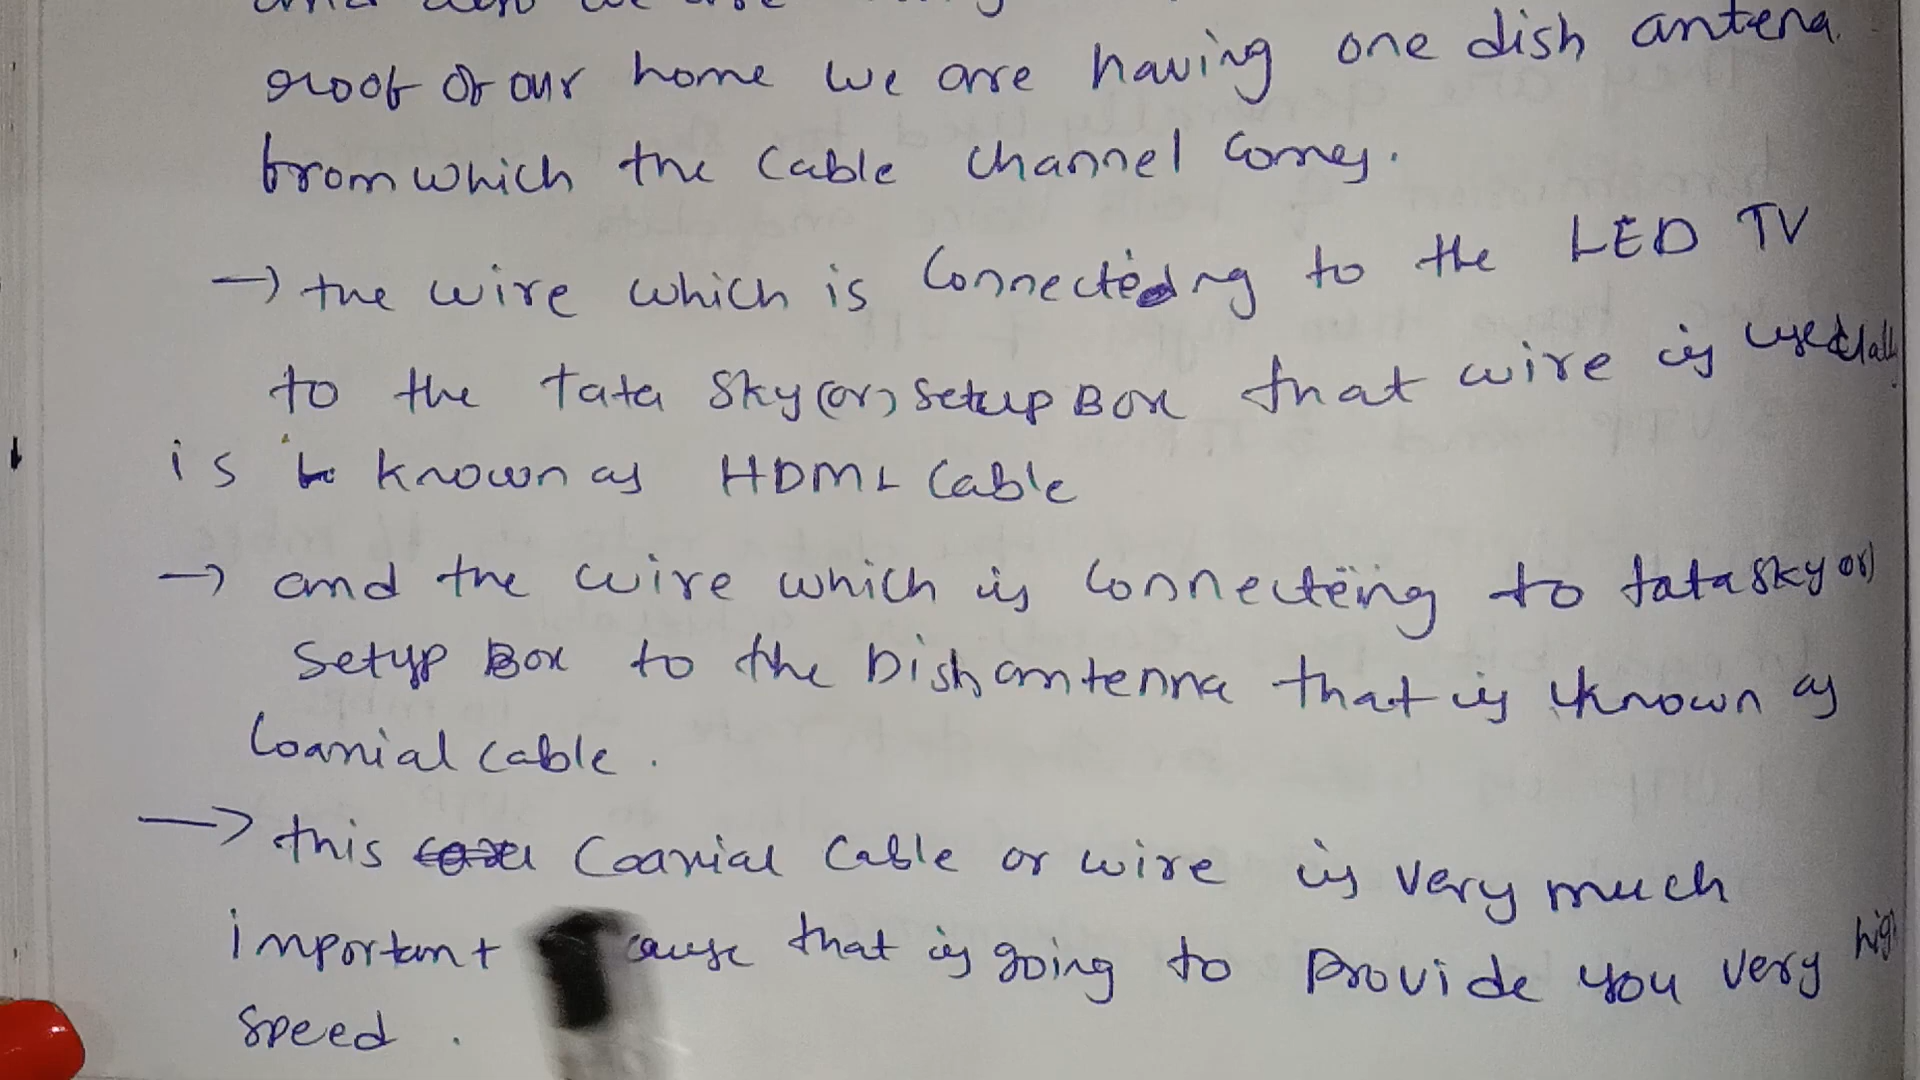 roof of our home we are having one dish antena.
from which the cable channel comes.
→ the wire which is connecteding to the LED TV
to the tata sky (or) setup Box that wire is usedally
is known as HDMI cable
→ and the wire which is connecteing to tata sky or)
setup Box to the Dish antenna that is known as
Coaxial cable.
→ this Coaxial Cable or wire is very much
important cause that is going to Provide you very
speed.